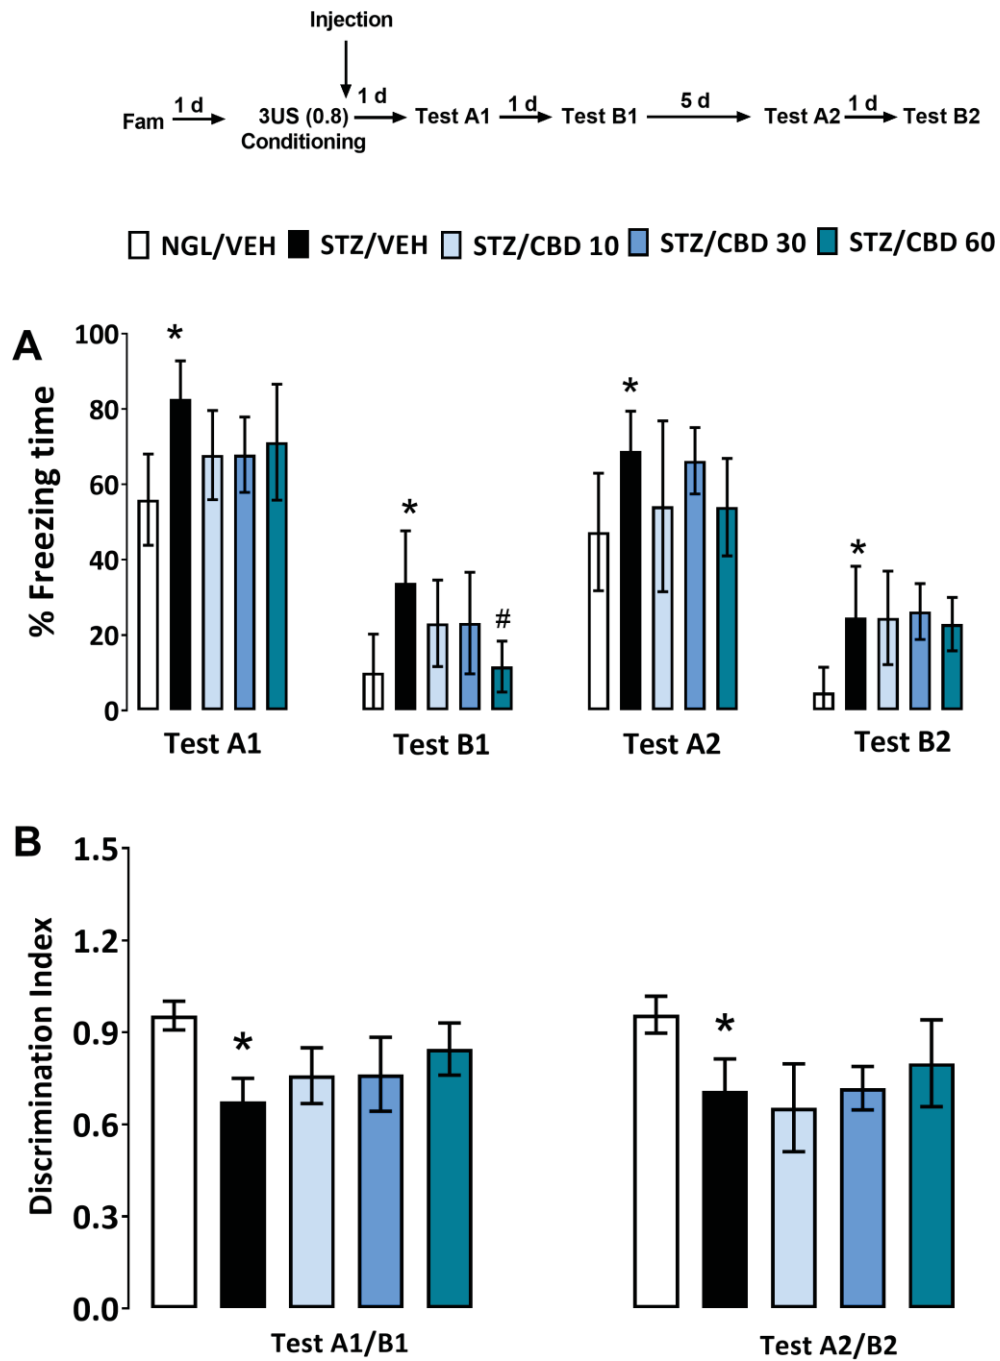 Injection
1 d
1 d
1 d
5 d
1 d
Fam
3US (0.8)
Conditioning
Test A1
Test B1
Test A2
Test B2
NGL/VEH STZ/VEH STZ/CBD 10 STZ/CBD 30 STZ/CBD 60
A
% Freezing time
100
80
60
40
20
0
*
*
#
*
*
Test A1 Test B1 Test A2 Test B2
B
Discrimination Index
1.5
1.2
0.9
0.6
0.3
0.0
*
*
Test A1/B1 Test A2/B2